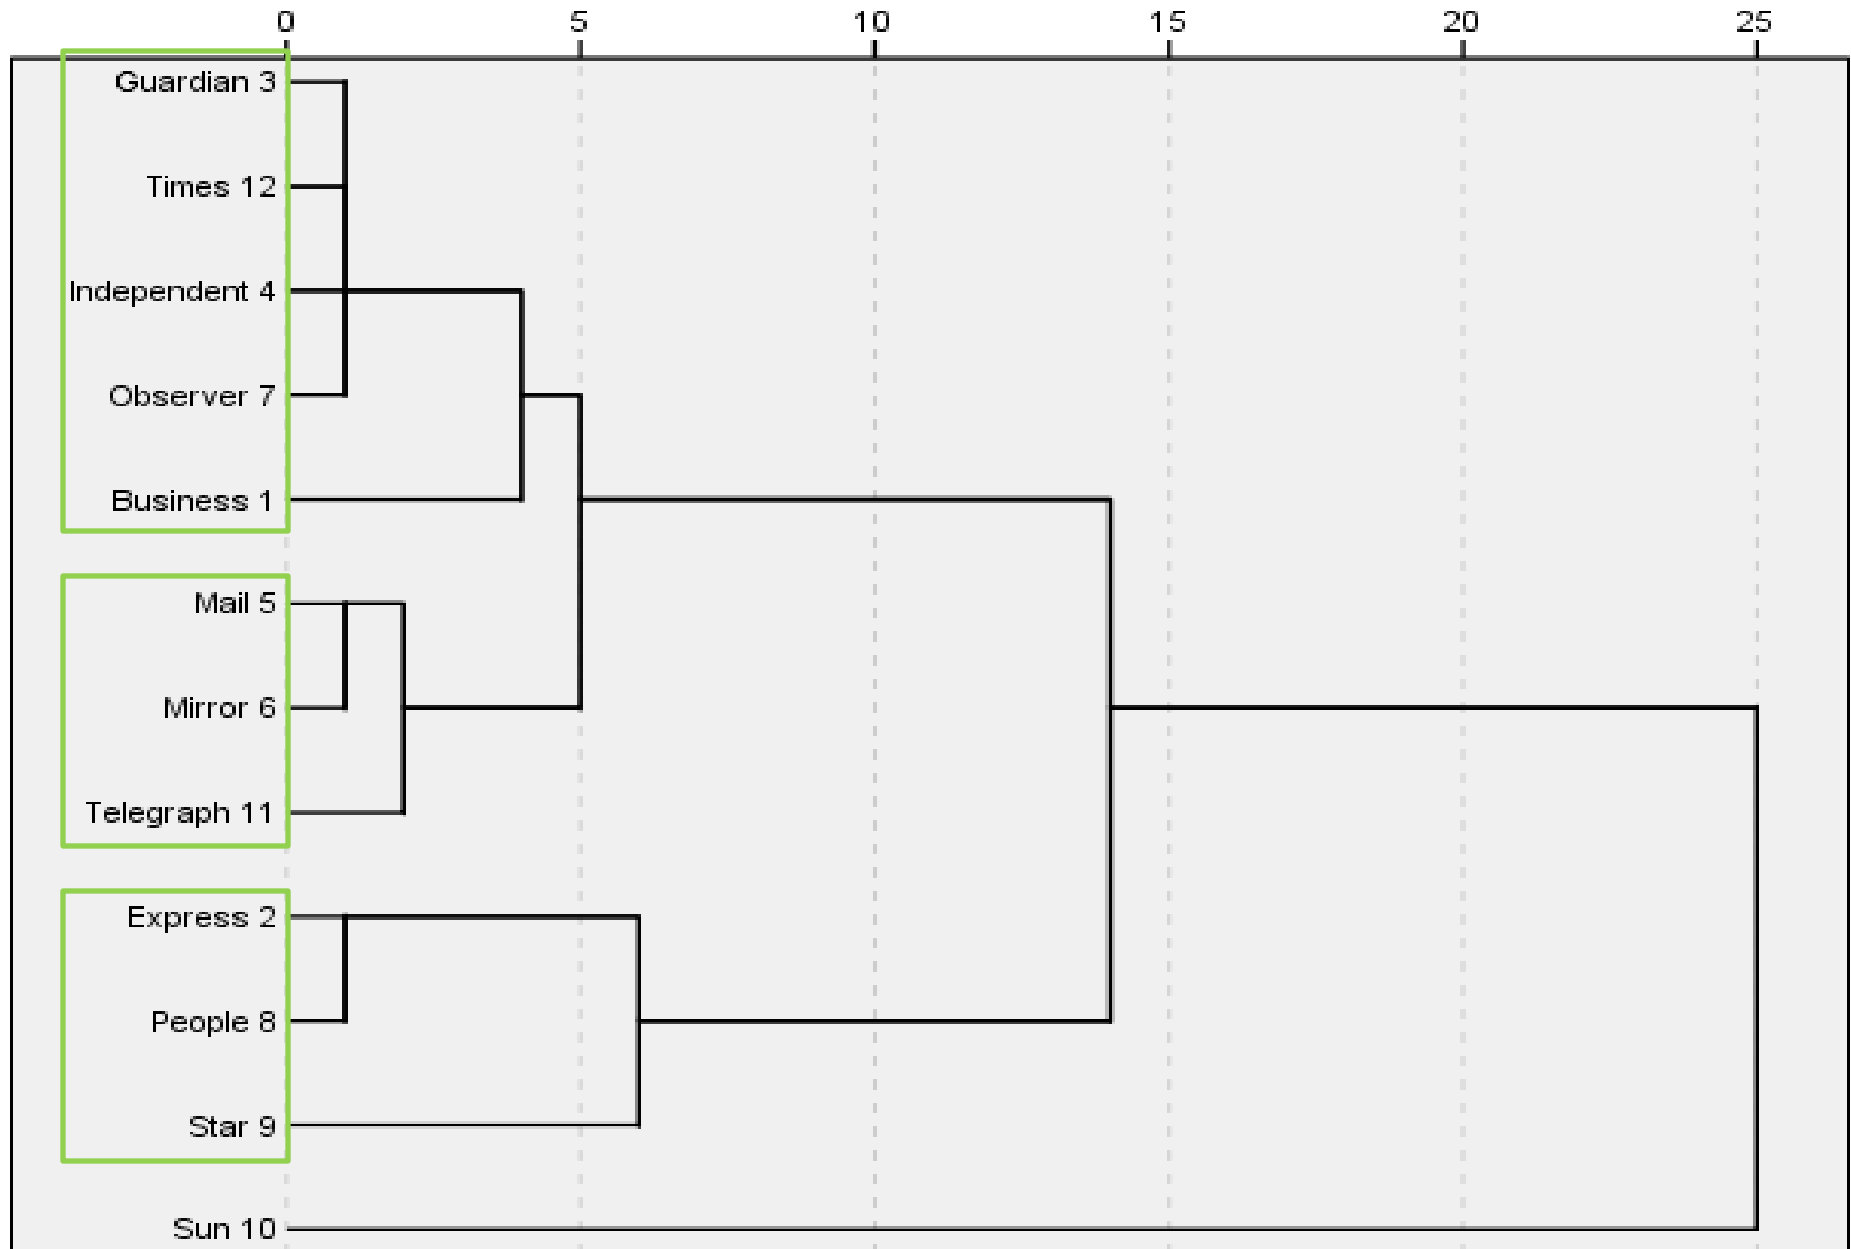 0 5 10 15 20 25
Guardian 3
Times 12
Independent 4
Observer 7
Business 1
Mail 5
Mirror 6
Telegraph 11
Express 2
People 8
Star 9
Sun 10